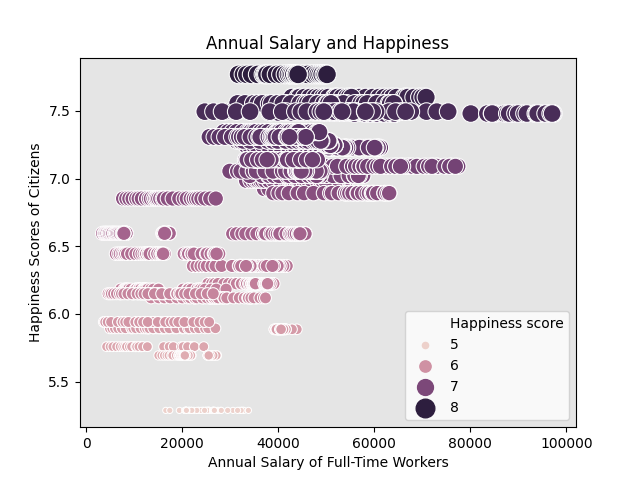 Annual Salary and Happiness
Happiness Scores of Citizens
7.5
7.0
6.5
6.0
5.5
Happiness score
5
6
7
8
0 20000 40000 60000 80000 100000
Annual Salary of Full-Time Workers